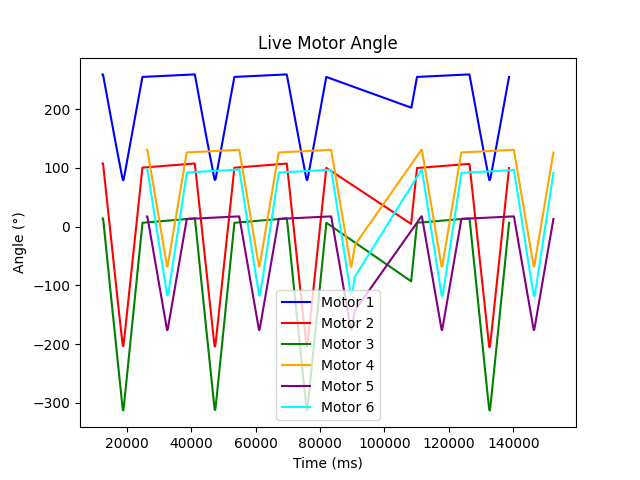 Live Motor Angle
Angle (°)
200
100
0
−100
−200
−300
Motor 1
Motor 2
Motor 3
Motor 4
Motor 5
Motor 6
20000 40000 60000 80000 100000 120000 140000
Time (ms)